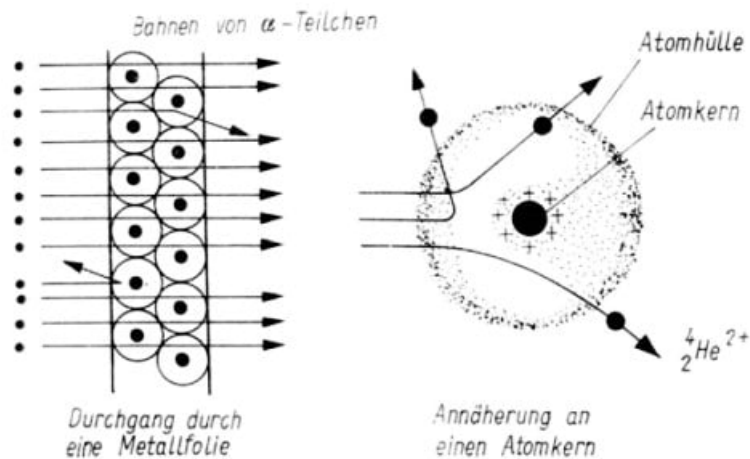 Bahnen von α-Teilchen
Atomhülle
Atomkern
+ + + + + + + +
⁴₂He²⁺
Durchgang durch
eine Metallfolie
Annäherung an
einen Atomkern